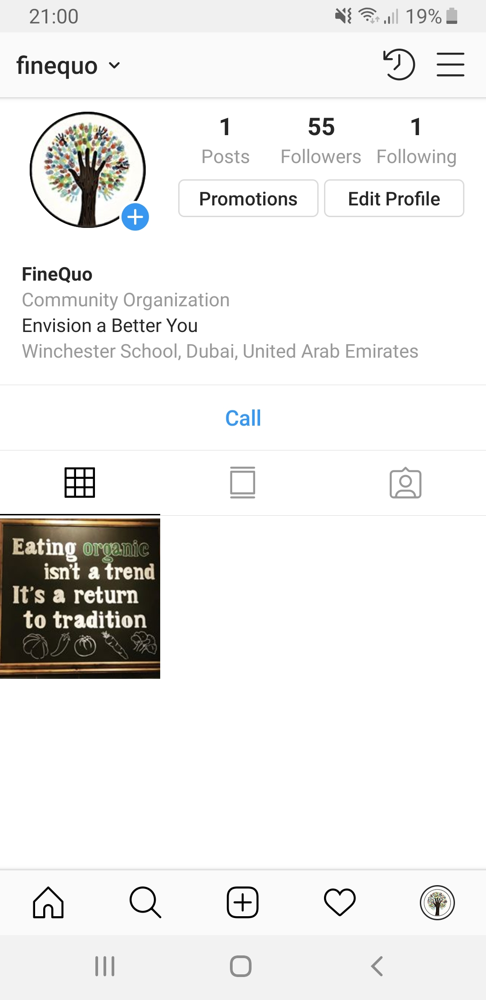 21:00
19%
finequo
1
55
1
Posts
Followers
Following
Promotions
Edit Profile
FineQuo
Community Organization
Envision a Better You
Winchester School, Dubai, United Arab Emirates
Call
Eating organic
isn't a trend
It's a return
to tradition